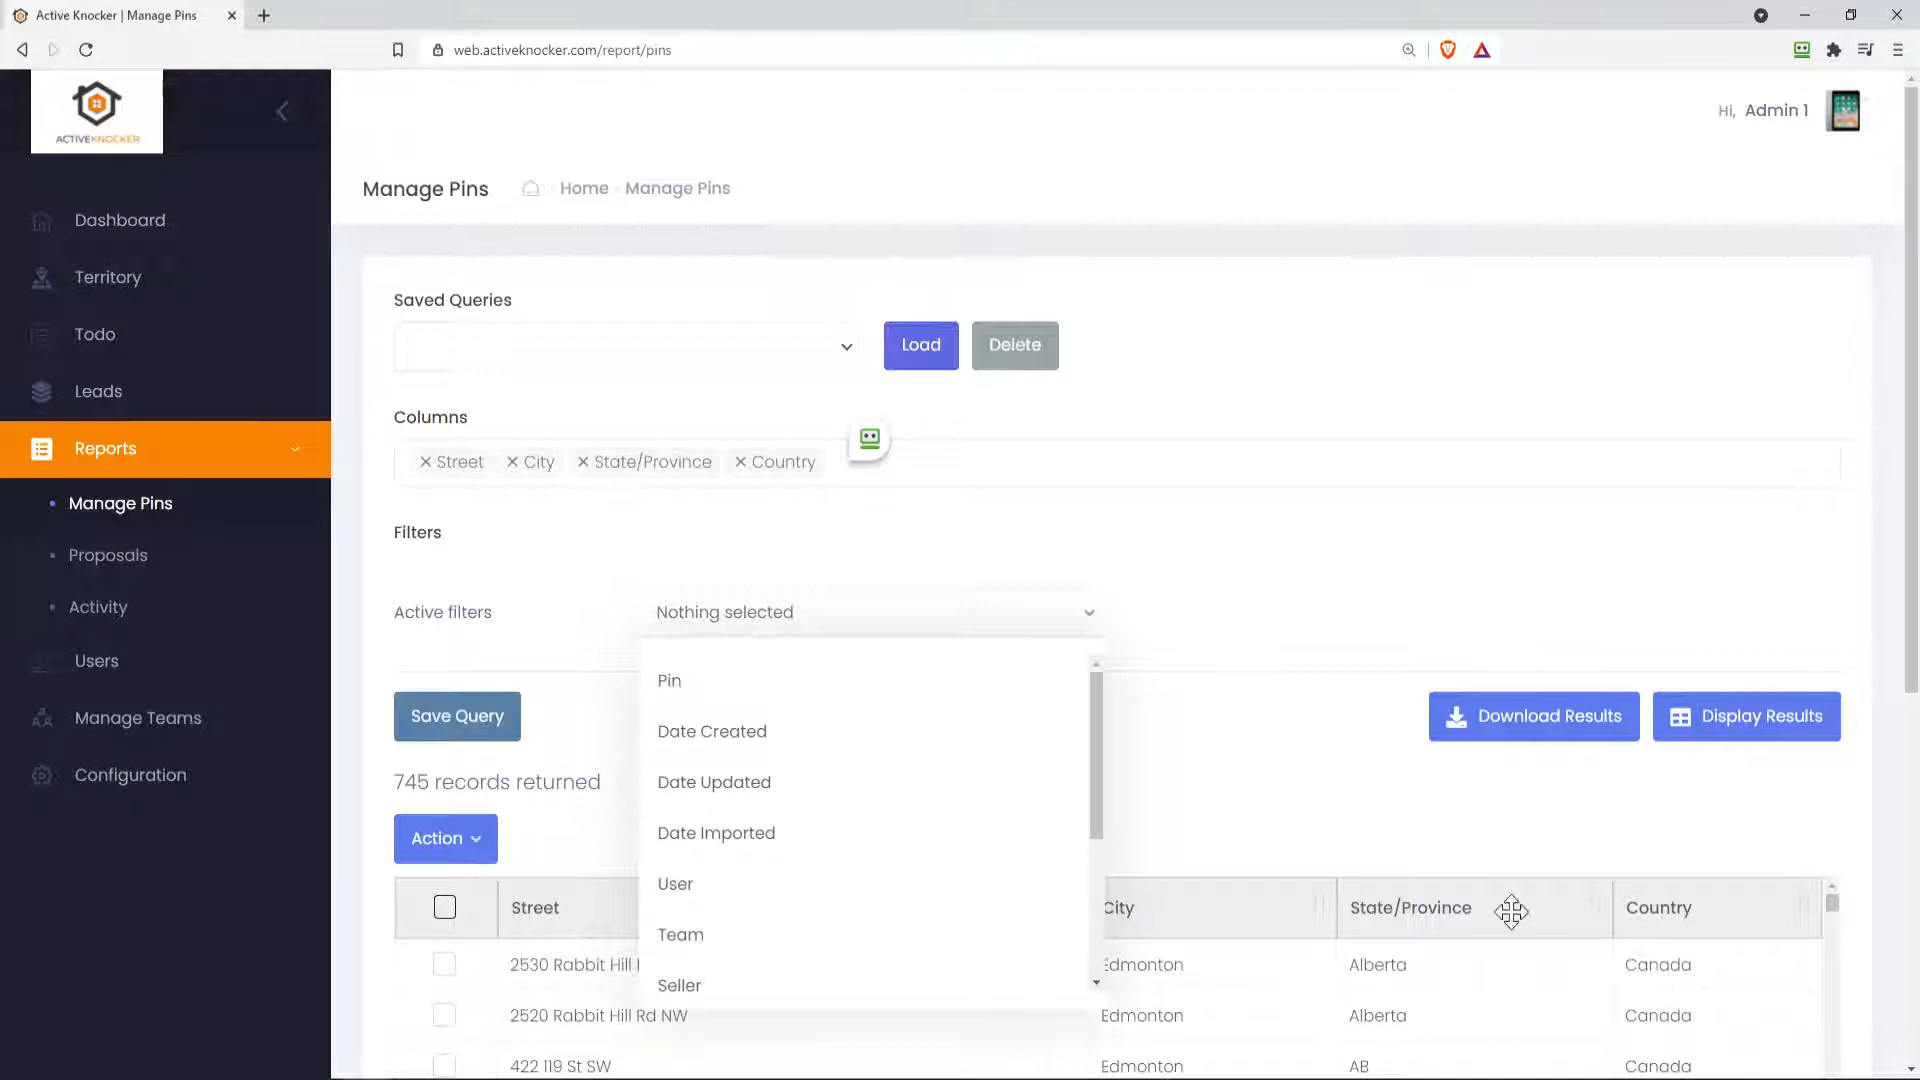 Active Knocker | Manage Pins
web.activeknocker.com/report/pins
ACTIVEKNOCKER
Hi, Admin 1
Manage Pins Home Manage Pins
Dashboard
Territory
Todo
Leads
Reports
Manage Pins
Proposals
Activity
Users
Manage Teams
Configuration
Saved Queries
Load Delete
Columns
× Street × City × State/Province × Country
Filters
Active filters Nothing selected
Pin
Date Created
Date Updated
Date Imported
User
Team
Seller
Save Query Download Results Display Results
745 records returned
Action
Street City State/Province Country
2530 Rabbit Hill Edmonton Alberta Canada
2520 Rabbit Hill Rd NW Edmonton Alberta Canada
422 119 St SW Edmonton AB Canada